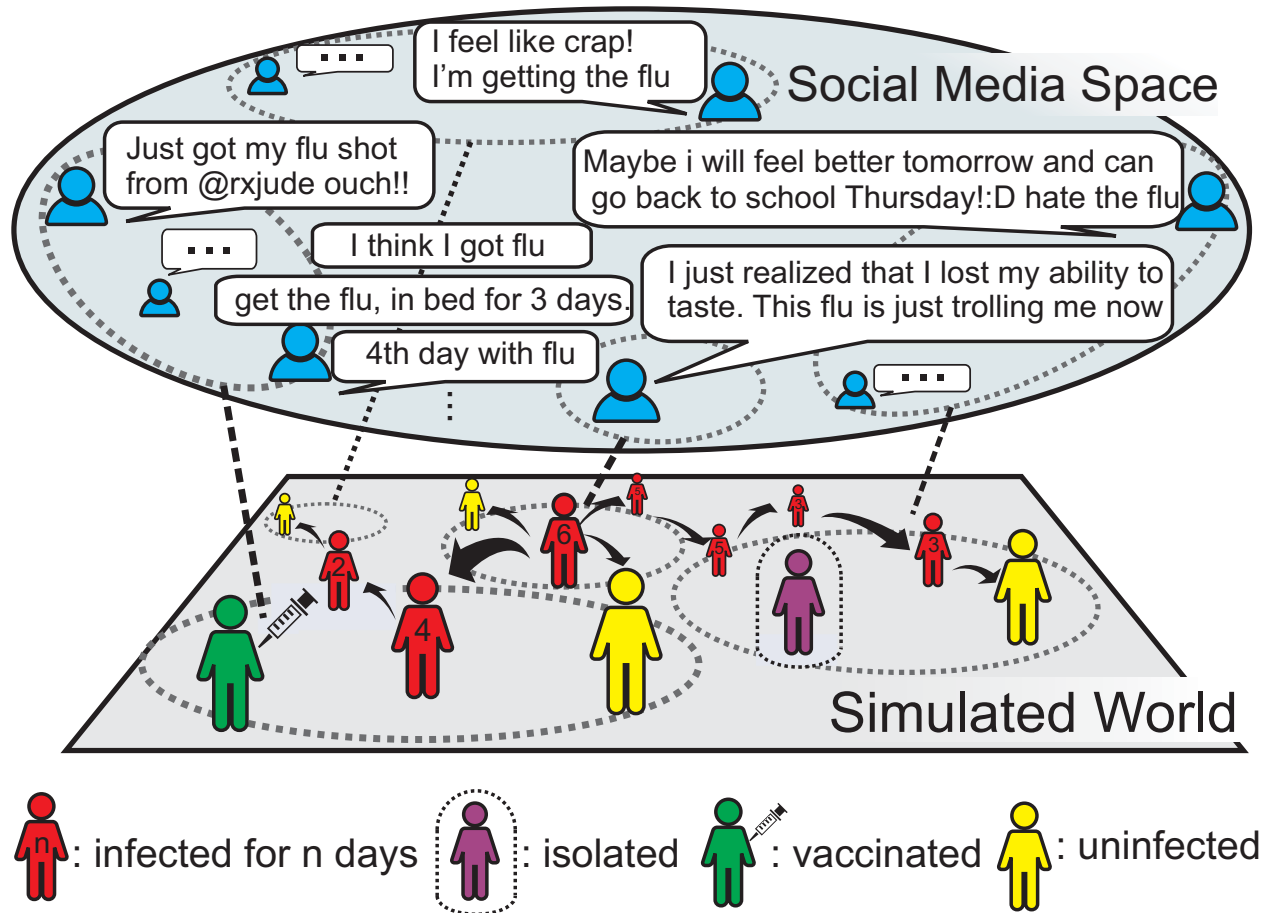 I feel like crap!
I'm getting the flu
Social Media Space
Just got my flu shot
from @rxjude ouch!!
Maybe i will feel better tomorrow and can
go back to school Thursday!:D hate the flu
I think I got flu
I just realized that I lost my ability to
taste. This flu is just trolling me now
get the flu, in bed for 3 days.
4th day with flu
5
3
6
5
3
2
4
Simulated World
n
: infected for n days
: isolated
: vaccinated
: uninfected